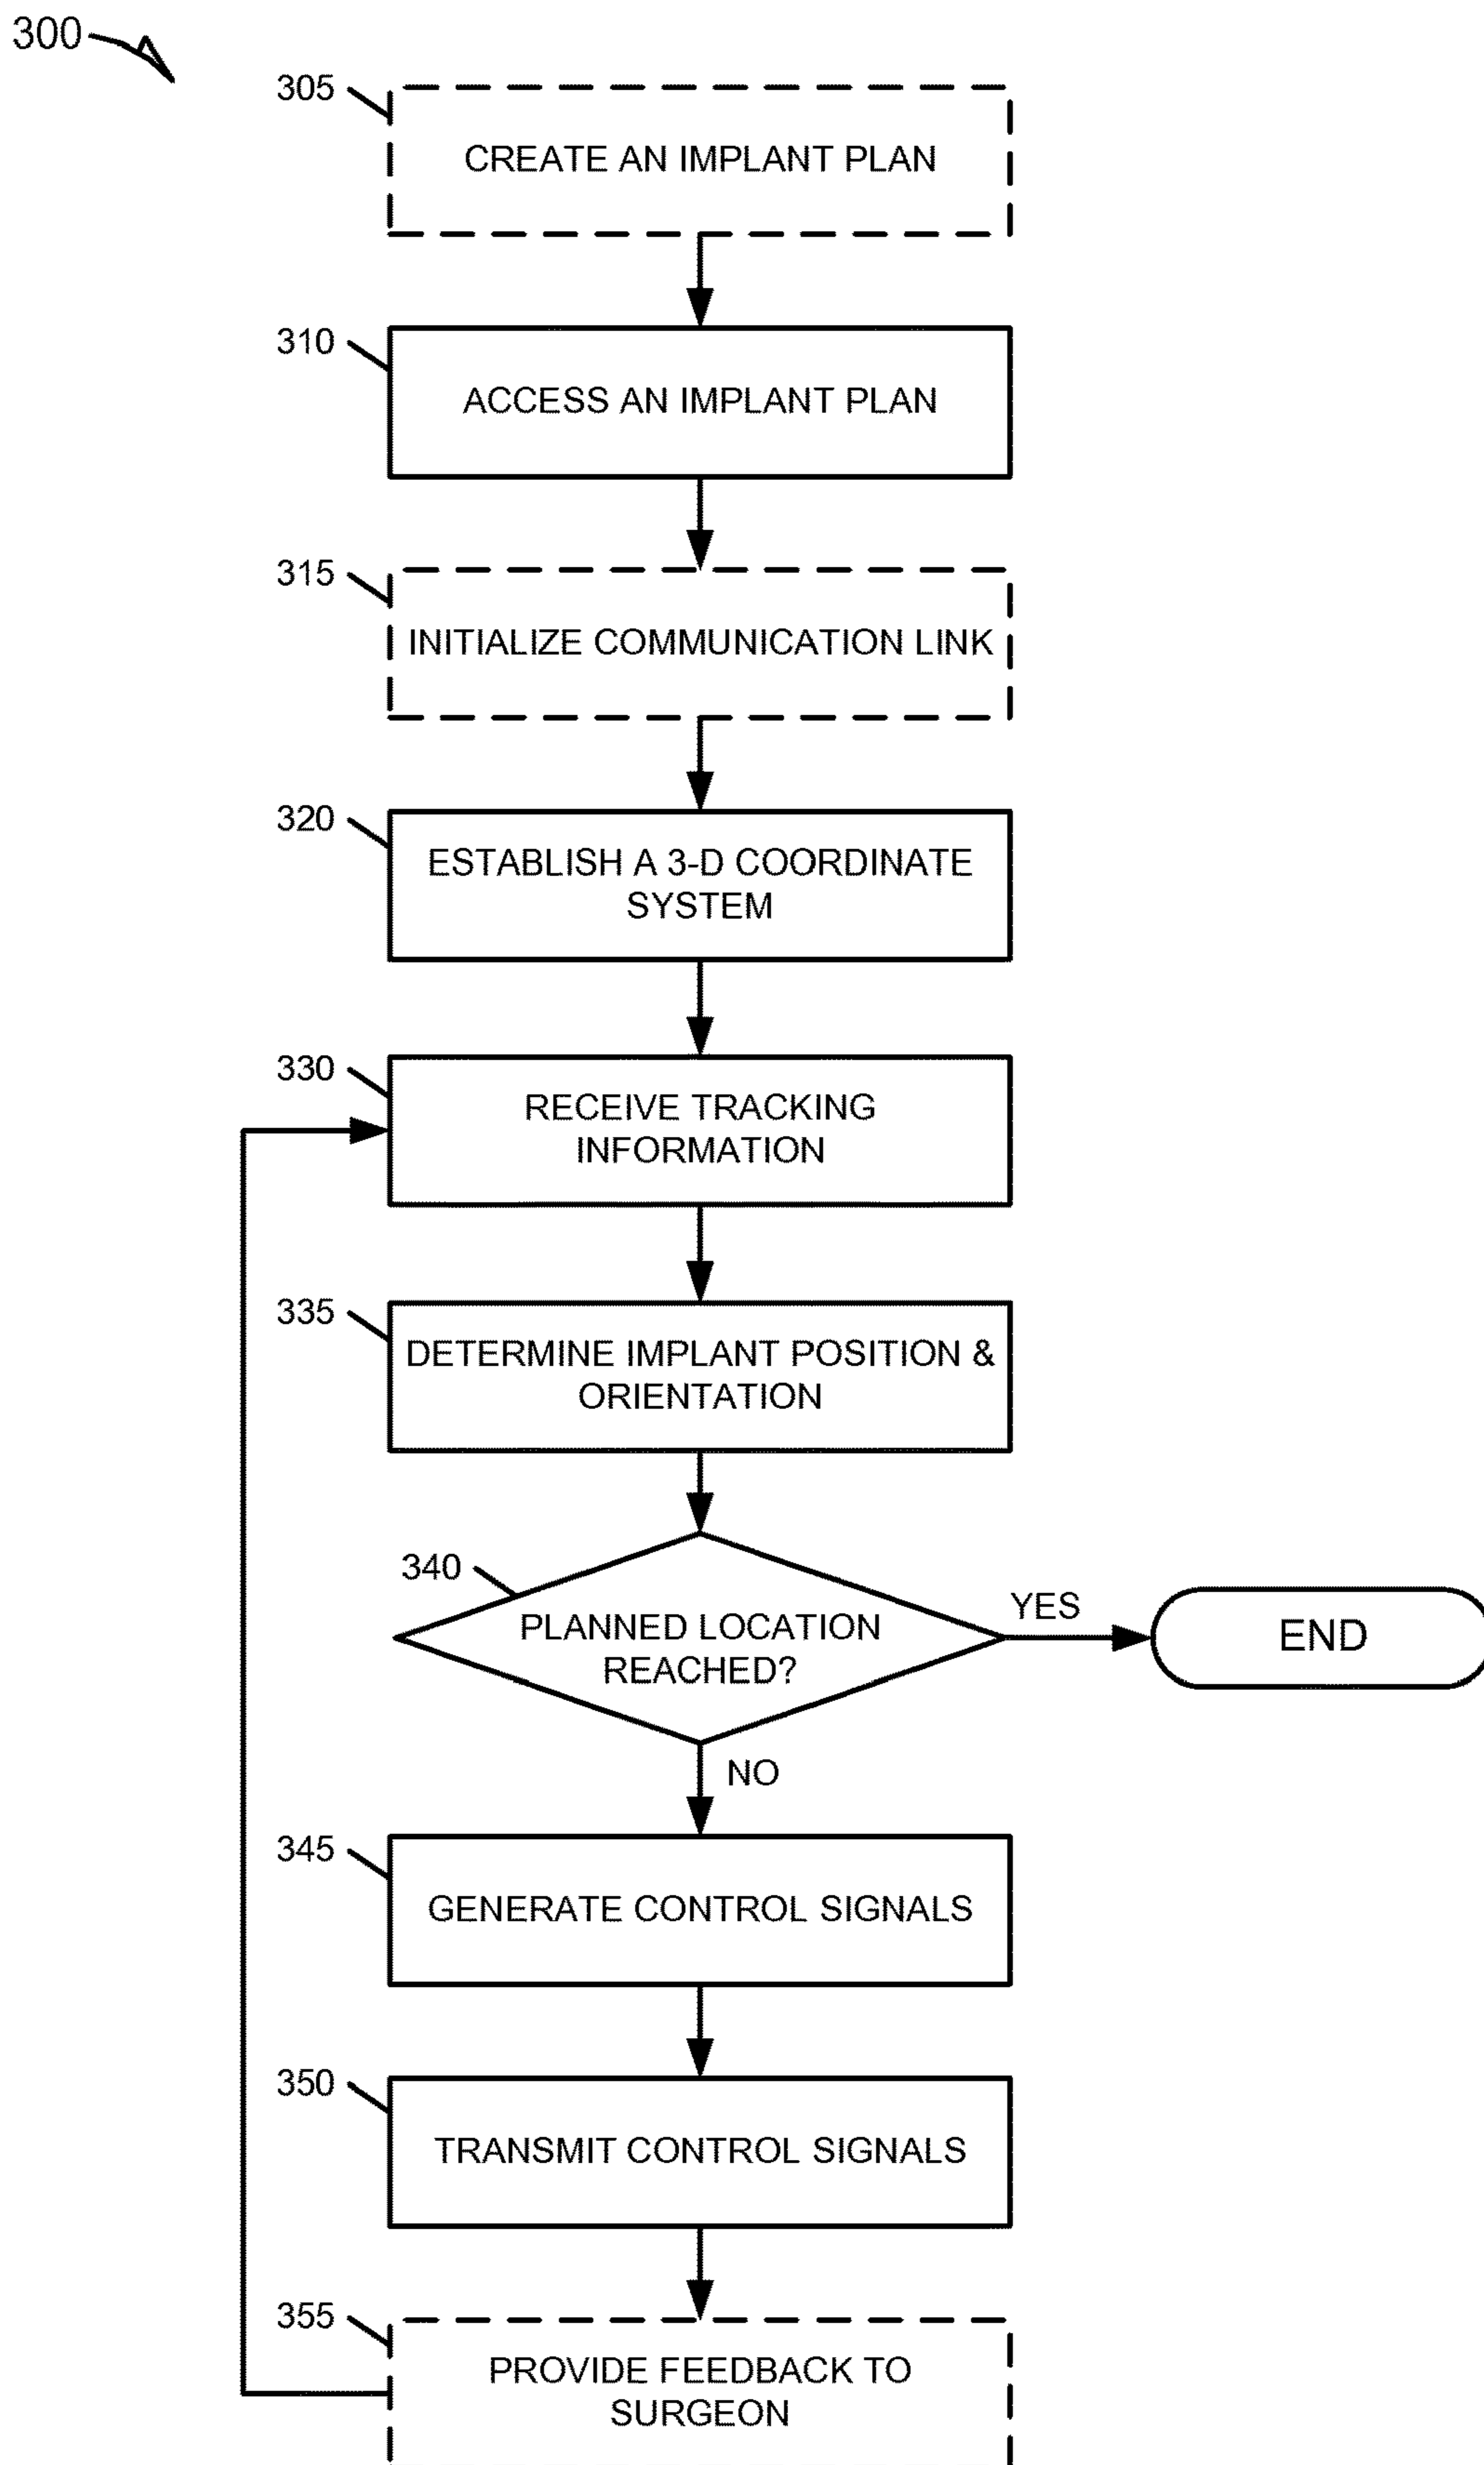 300
305
CREATE AN IMPLANT PLAN
310
ACCESS AN IMPLANT PLAN
315
INITIALIZE COMMUNICATION LINK
320
ESTABLISH A 3-D COORDINATE
SYSTEM
330
RECEIVE TRACKING
INFORMATION
335
DETERMINE IMPLANT POSITION &
ORIENTATION
340
PLANNED LOCATION
REACHED?
YES
END
NO
345
GENERATE CONTROL SIGNALS
350
TRANSMIT CONTROL SIGNALS
355
PROVIDE FEEDBACK TO
SURGEON